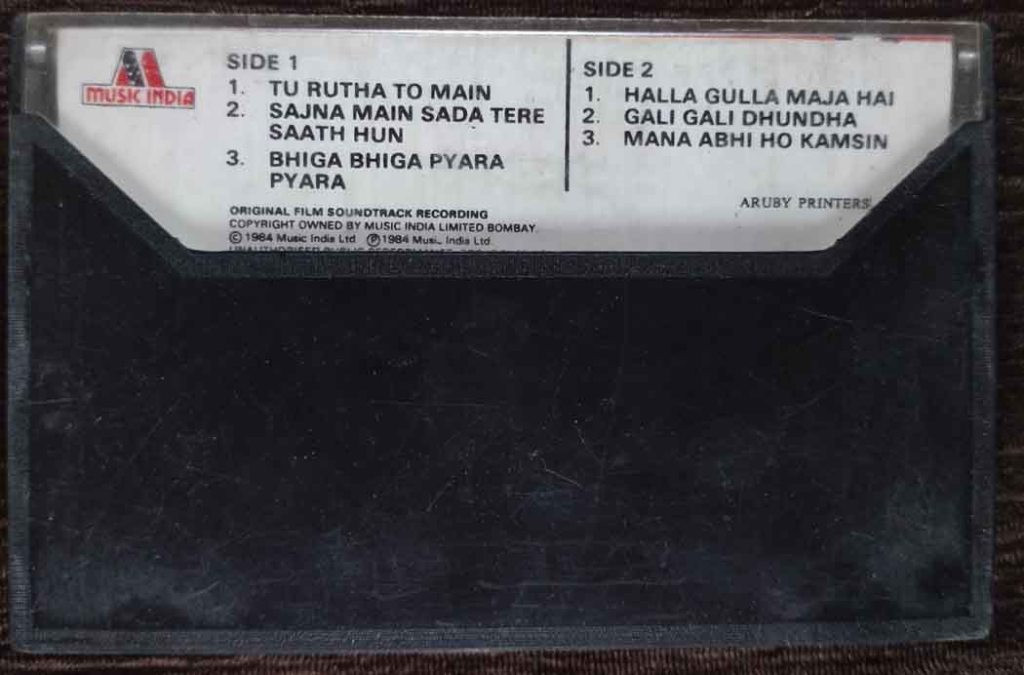 MUSIC INDIA
SIDE 1
1. TU RUTHA TO MAIN
2. SAJNA MAIN SADA TERE
SAATH HUN
3. BHIGA BHIGA PYARA
PYARA
ORIGINAL FILM SOUNDTRACK RECORDING
COPYRIGHT OWNED BY MUSIC INDIA LIMITED BOMBAY.
© 1984 Music India Ltd ℗ 1984 Music India Ltd
SIDE 2
1. HALLA GULLA MAJA HAI
2. GALI GALI DHUNDHA
3. MANA ABHI HO KAMSIN
ARUBY PRINTERS